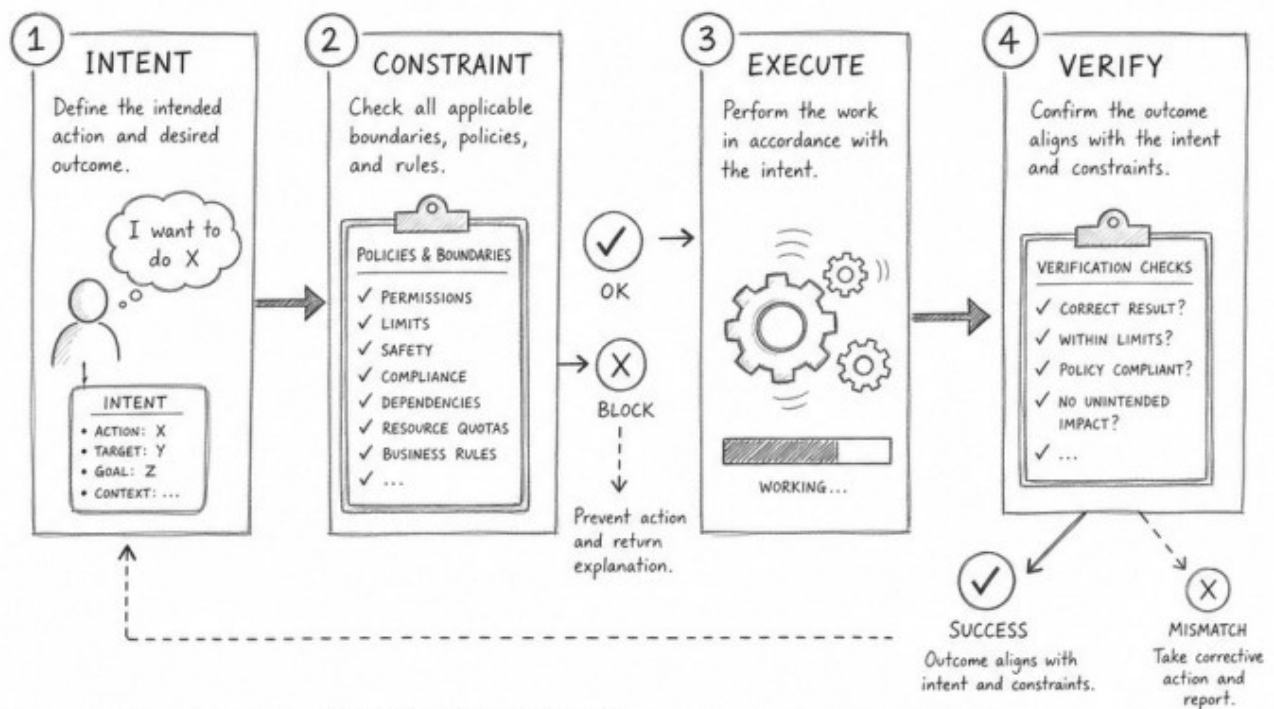 1
INTENT
Define the intended
action and desired
outcome.
I want to
do X
INTENT
• ACTION: X
• TARGET: Y
• GOAL: Z
• CONTEXT: ...
2
CONSTRAINT
Check all applicable
boundaries, policies,
and rules.
POLICIES & BOUNDARIES
✓ PERMISSIONS
✓ LIMITS
✓ SAFETY
✓ COMPLIANCE
✓ DEPENDENCIES
✓ RESOURCE QUOTAS
✓ BUSINESS RULES
✓ ...
OK
BLOCK
Prevent action
and return
explanation.
3
EXECUTE
Perform the work
in accordance with
the intent.
WORKING...
4
VERIFY
Confirm the outcome
aligns with the intent
and constraints.
VERIFICATION CHECKS
✓ CORRECT RESULT?
✓ WITHIN LIMITS?
✓ POLICY COMPLIANT?
✓ NO UNINTENDED
IMPACT?
✓ ...
SUCCESS
Outcome aligns with
intent and constraints.
MISMATCH
Take corrective
action and
report.